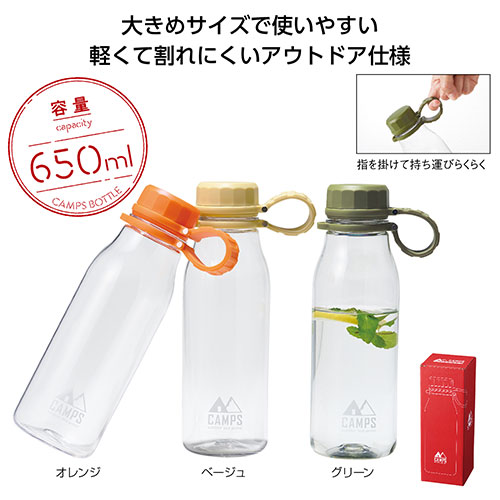 大きめサイズで使いやすい
軽くて割れにくいアウトドア仕様
容量
capacity
650ml
CAMPS BOTTLE
指を掛けて持ち運びらくらく
CAMPS
CAMPS
CAMPS
CAMPS
オレンジ
ベージュ
グリーン